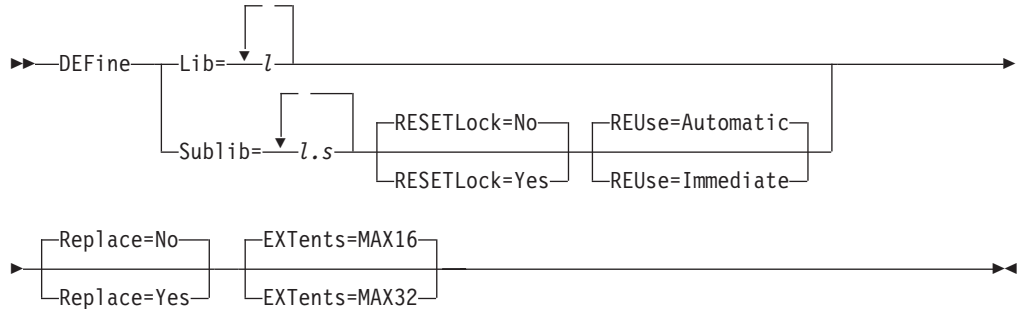 DEFine Lib= l
RESETLock=No REUse=Automatic
Sublib= l.s
RESETLock=Yes REUse=Immediate
Replace=No EXTents=MAX16
Replace=Yes EXTents=MAX32